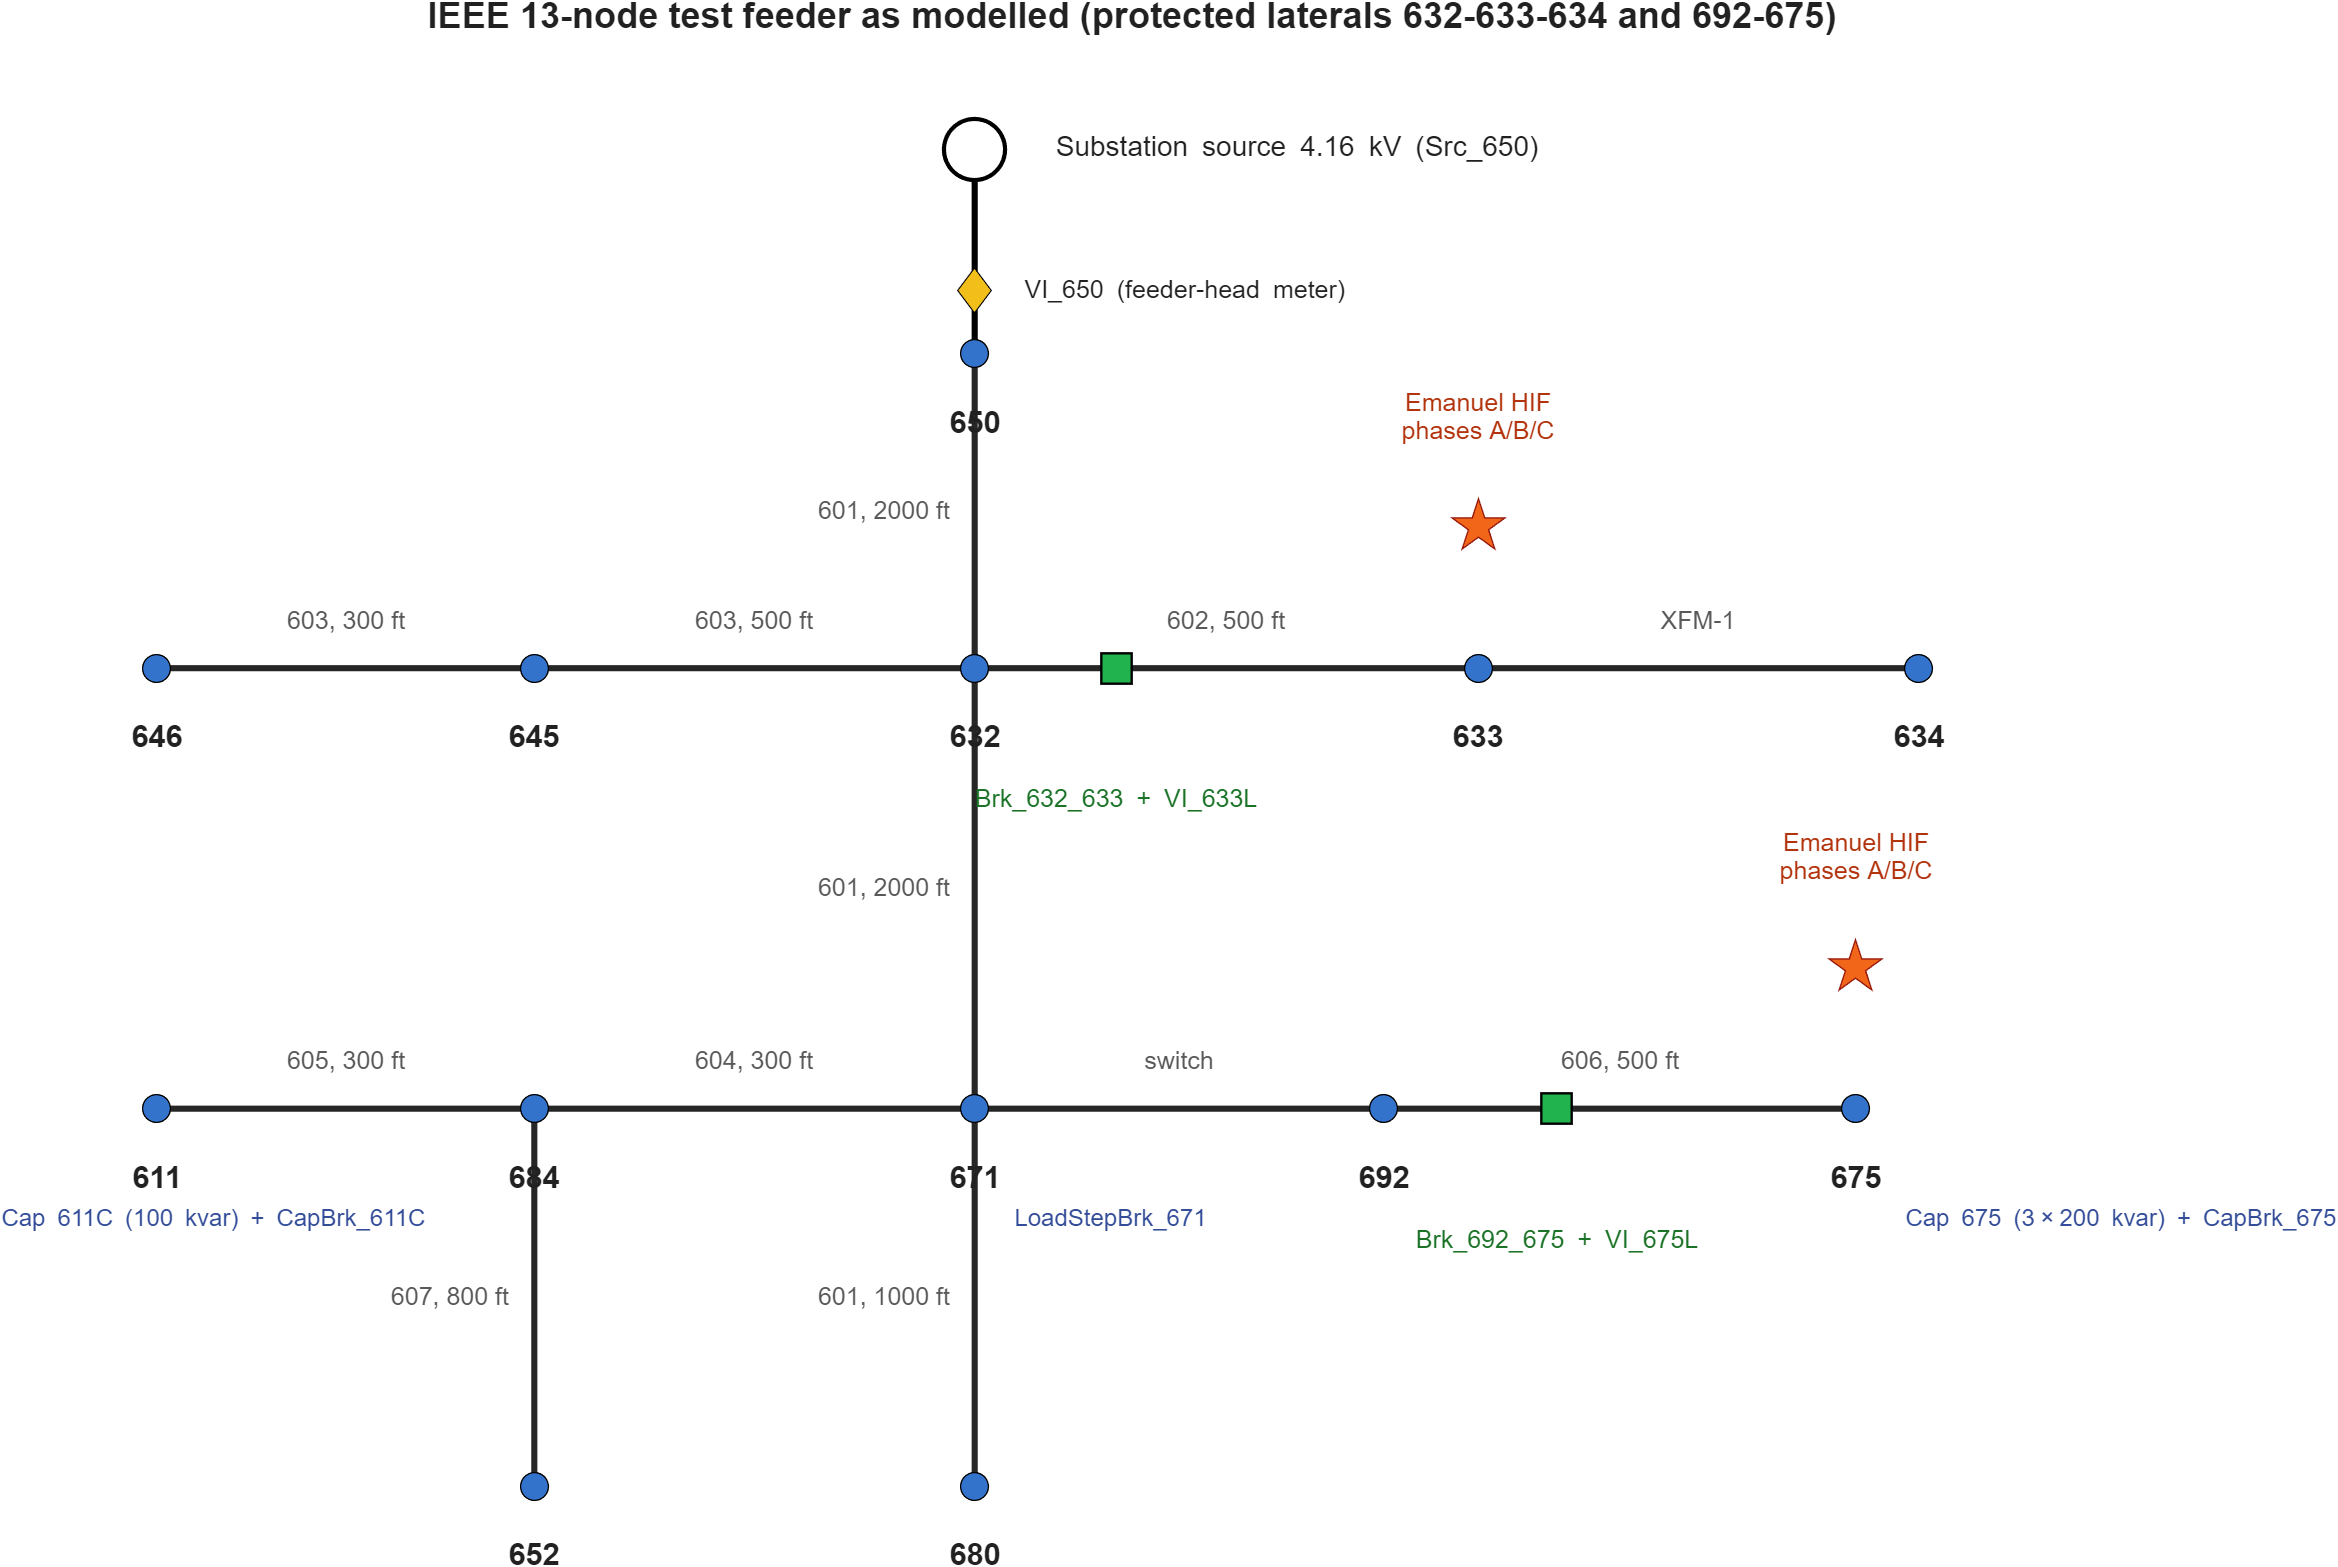 IEEE 13-node test feeder as modelled (protected laterals 632-633-634 and 692-675)
Substation source 4.16 kV (Src_650)
VI_650 (feeder-head meter)
650
Emanuel HIF
phases A/B/C
601, 2000 ft
603, 300 ft
603, 500 ft
602, 500 ft
XFM-1
646
645
632
633
634
Brk_632_633 + VI_633L
Emanuel HIF
phases A/B/C
601, 2000 ft
605, 300 ft
604, 300 ft
switch
606, 500 ft
611
684
671
692
675
Cap 611C (100 kvar) + CapBrk_611C
LoadStepBrk_671
Cap 675 (3 × 200 kvar) + CapBrk_675
Brk_692_675 + VI_675L
607, 800 ft
601, 1000 ft
652
680